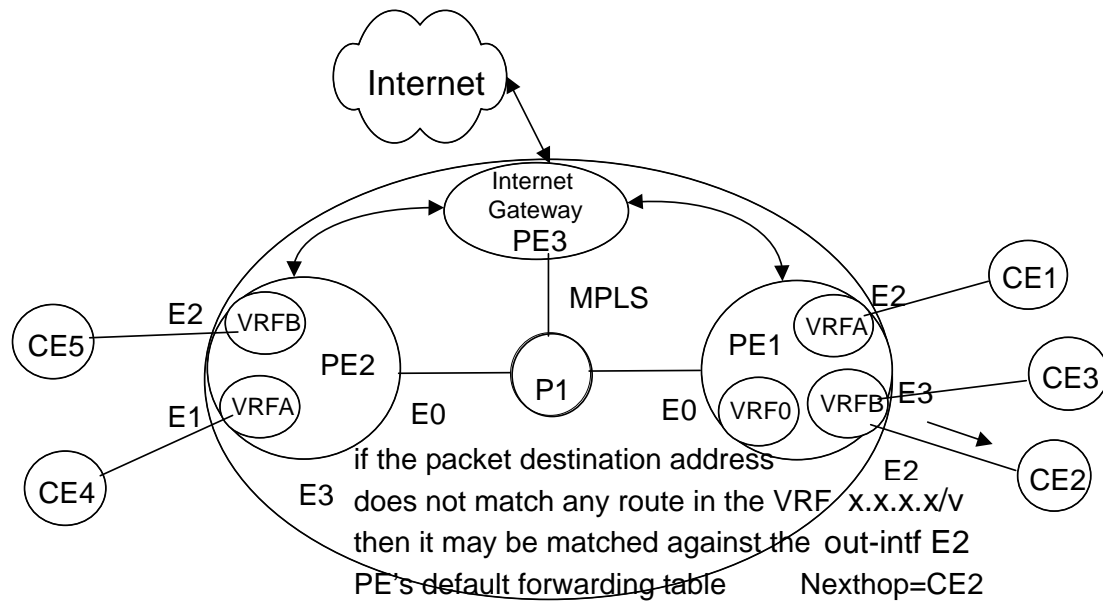 Internet
Internet
Gateway
PE3
MPLS
CE1
E2
E2
VRFB
VRFA
CE5
PE2
PE1
P1
CE3
E1
VRFA
E0
E0
VRF0
VRFB
E3
CE4
CE2
E2
E3
if the packet destination address
does not match any route in the VRF x.x.x.x/v
then it may be matched against the out-intf E2
PE's default forwarding table Nexthop=CE2